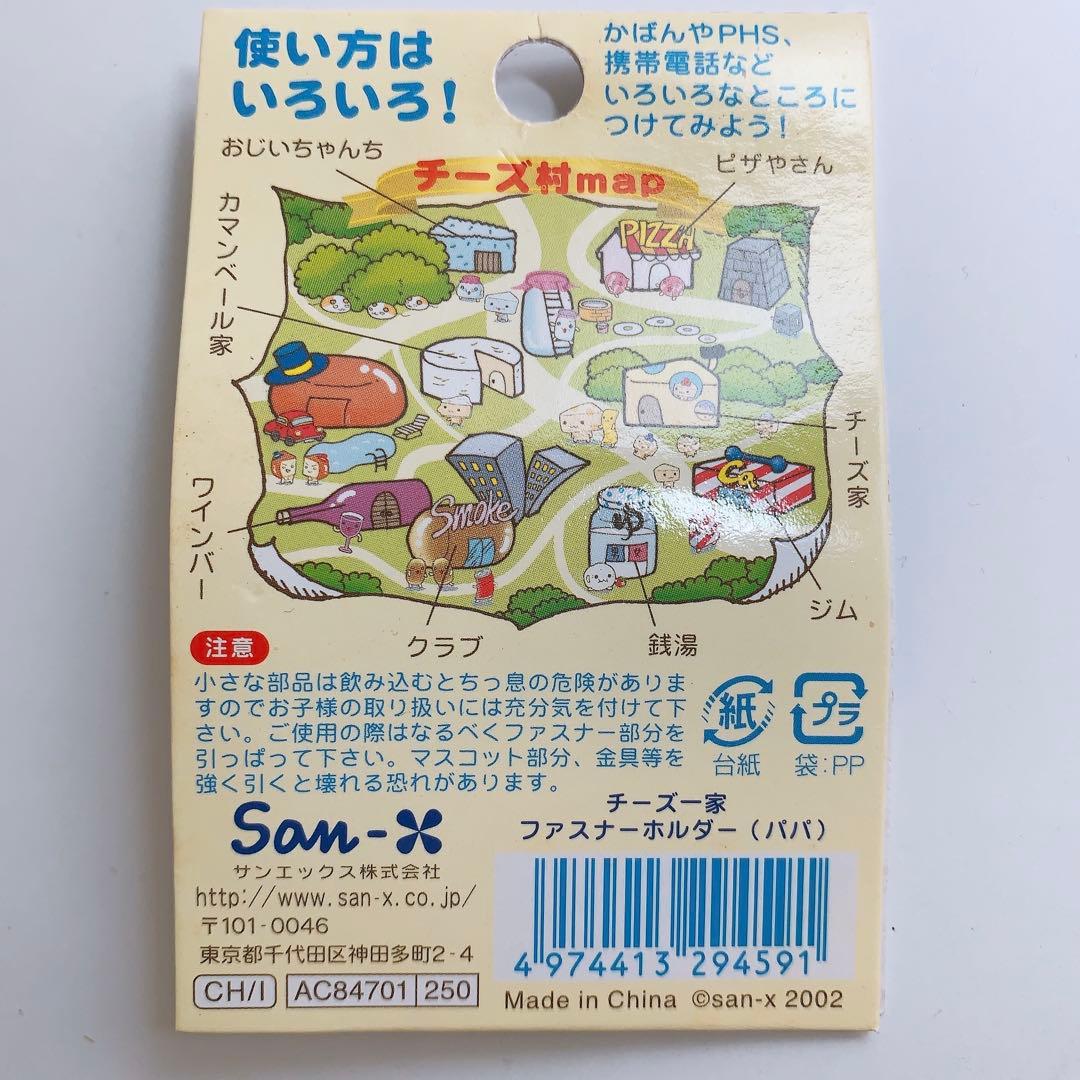 使い方は
いろいろ!
かばんやPHS、
携帯電話など
いろいろなところに
つけてみよう!
おじいちゃんち
チーズ村map
ピザやさん
カマンベール家
PIZZA
チーズ家
Ca
ワインバー
Smoke
ゆ
ジム
クラブ
銭湯
注意
小さな部品は飲み込むとちっ息の危険がありま
すのでお子様の取り扱いには充分気を付けて下
さい。ご使用の際はなるべくファスナー部分を
引っぱって下さい。マスコット部分、金具等を
強く引くと壊れる恐れがあります。
紙
プラ
台紙
袋:PP
San-X
サンエックス株式会社
http://www.san-x.co.jp/
〒101-0046
東京都千代田区神田多町2-4
CH/I AC84701 250
チーズ一家
ファスナーホルダー(パパ)
4 974413 294591
Made in China ©san-x 2002